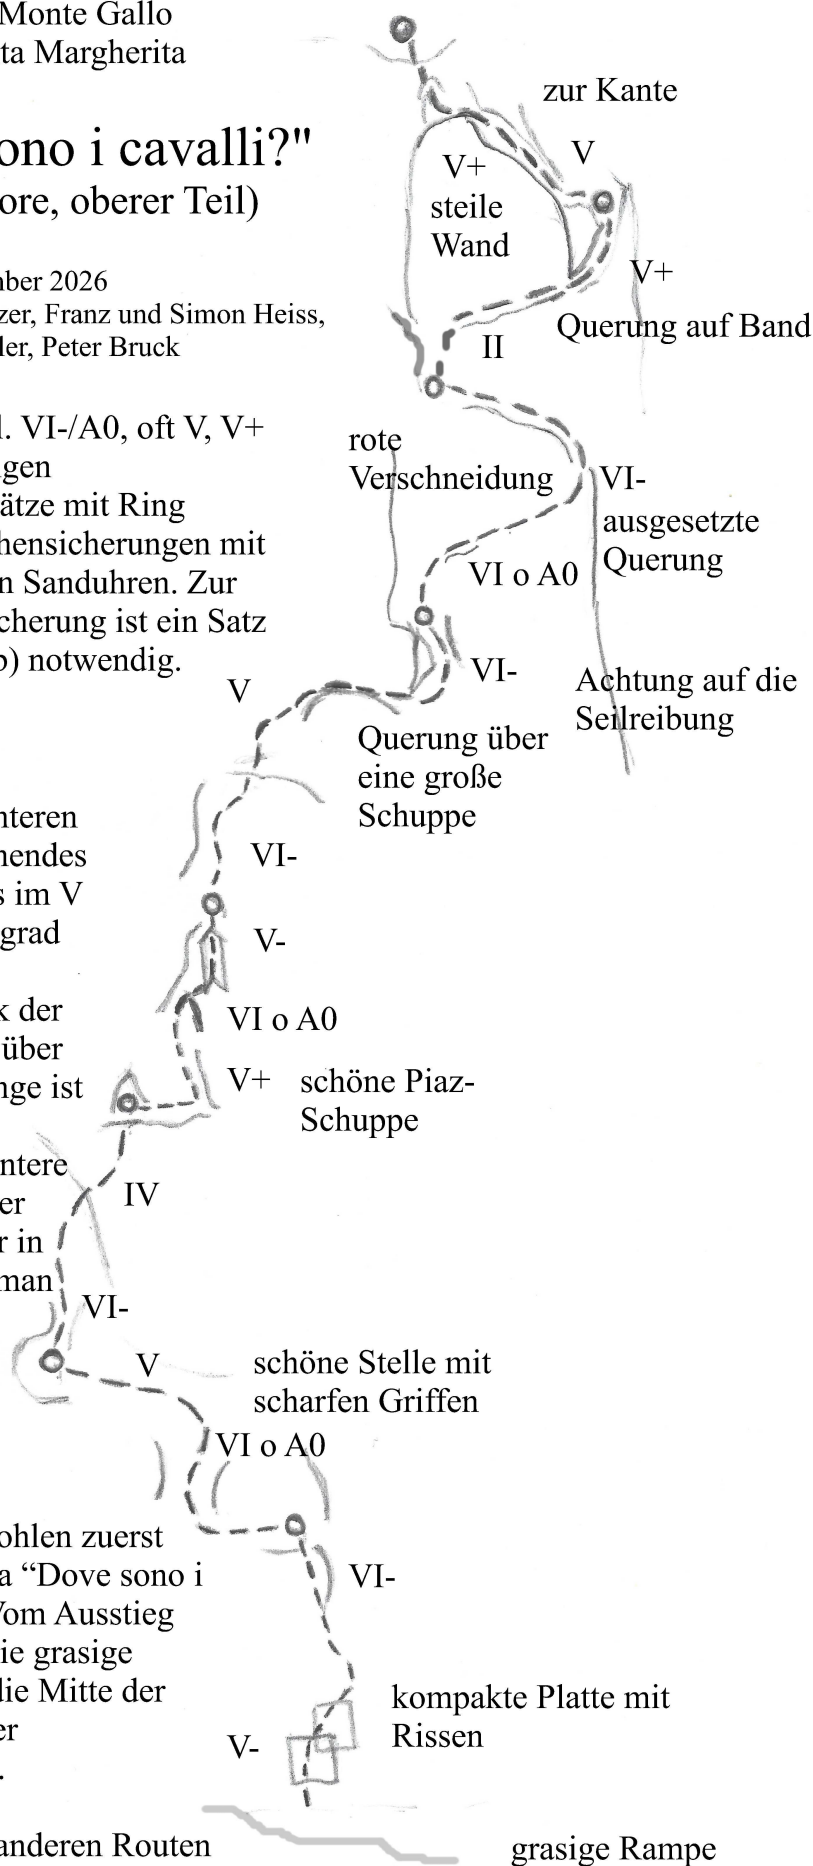 Monte Gallo
ta Margherita
zur Kante
ono i cavalli?"
V
V+
steile
Wand
ore, oberer Teil)
V+
nber 2026
zer, Franz und Simon Heiss,
Querung auf Band
ler, Peter Bruck
II
l. VI-/A0, oft V, V+
rote
Verschneidung
gen
VI-
ätze mit Ring
ausgesetzte
Querung
hensicherungen mit
VI o A0
n Sanduhren. Zur
cherung ist ein Satz
o) notwendig.
VI-
Achtung auf die
Seilreibung
V
Querung über
eine große
Schuppe
nteren
nendes
VI-
s im V
grad
V-
k der
VI o A0
über
nge ist
V+
schöne Piaz-
Schuppe
ntere
IV
er
r in
man
VI-
V
schöne Stelle mit
scharfen Griffen
VI o A0
ohlen zuerst
a “Dove sono i
VI-
Vom Ausstieg
ie grasige
die Mitte der
kompakte Platte mit
Rissen
er
V-
.
anderen Routen
grasige Rampe